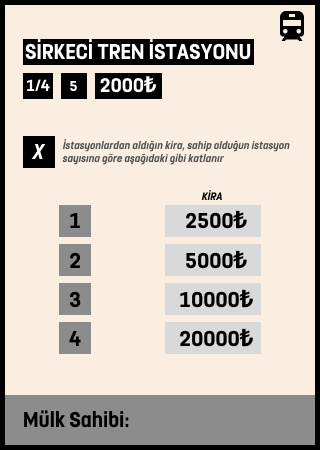 SİRKECİ TREN İSTASYONU
1/4 5 2000₺
X İstasyonlardan aldığın kira, sahip olduğun istasyon
sayısına göre aşağıdaki gibi katlanır
KİRA
1 2500₺
2 5000₺
3 10000₺
4 20000₺
Mülk Sahibi: